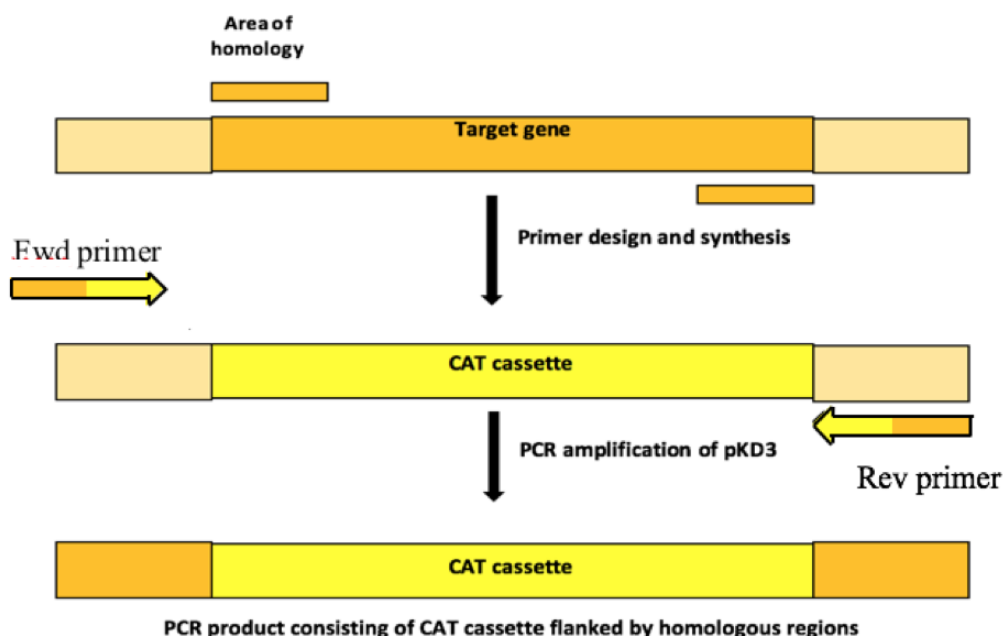 Area of
homology
Target gene
Primer design and synthesis
Fwd primer
CAT cassette
PCR amplification of pKD3
Rev primer
CAT cassette
PCR product consisting of CAT cassette flanked by homologous regions